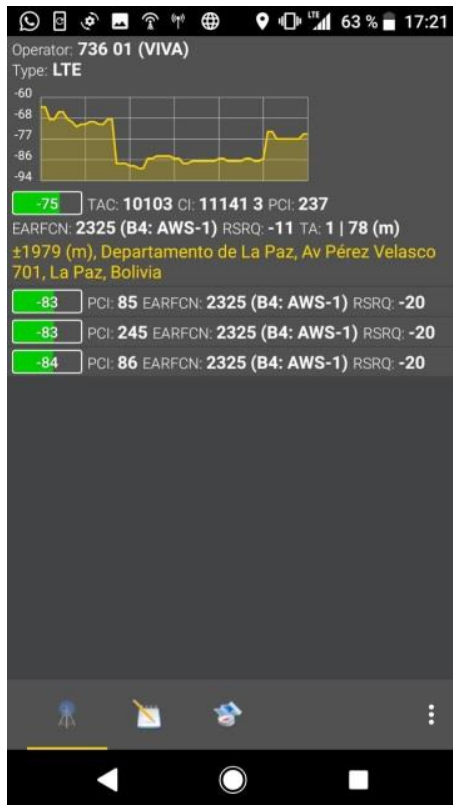 LTE 63 % 17:21
Operator: 736 01 (VIVA)
Type: LTE
-60
-68
-77
-86
-94
-75 TAC: 10103 CI: 11141 3 PCI: 237
EARFCN: 2325 (B4: AWS-1) RSRQ: -11 TA: 1 | 78 (m)
±1979 (m), Departamento de La Paz, Av Pérez Velasco
701, La Paz, Bolivia
-83 PCI: 85 EARFCN: 2325 (B4: AWS-1) RSRQ: -20
-83 PCI: 245 EARFCN: 2325 (B4: AWS-1) RSRQ: -20
-84 PCI: 86 EARFCN: 2325 (B4: AWS-1) RSRQ: -20